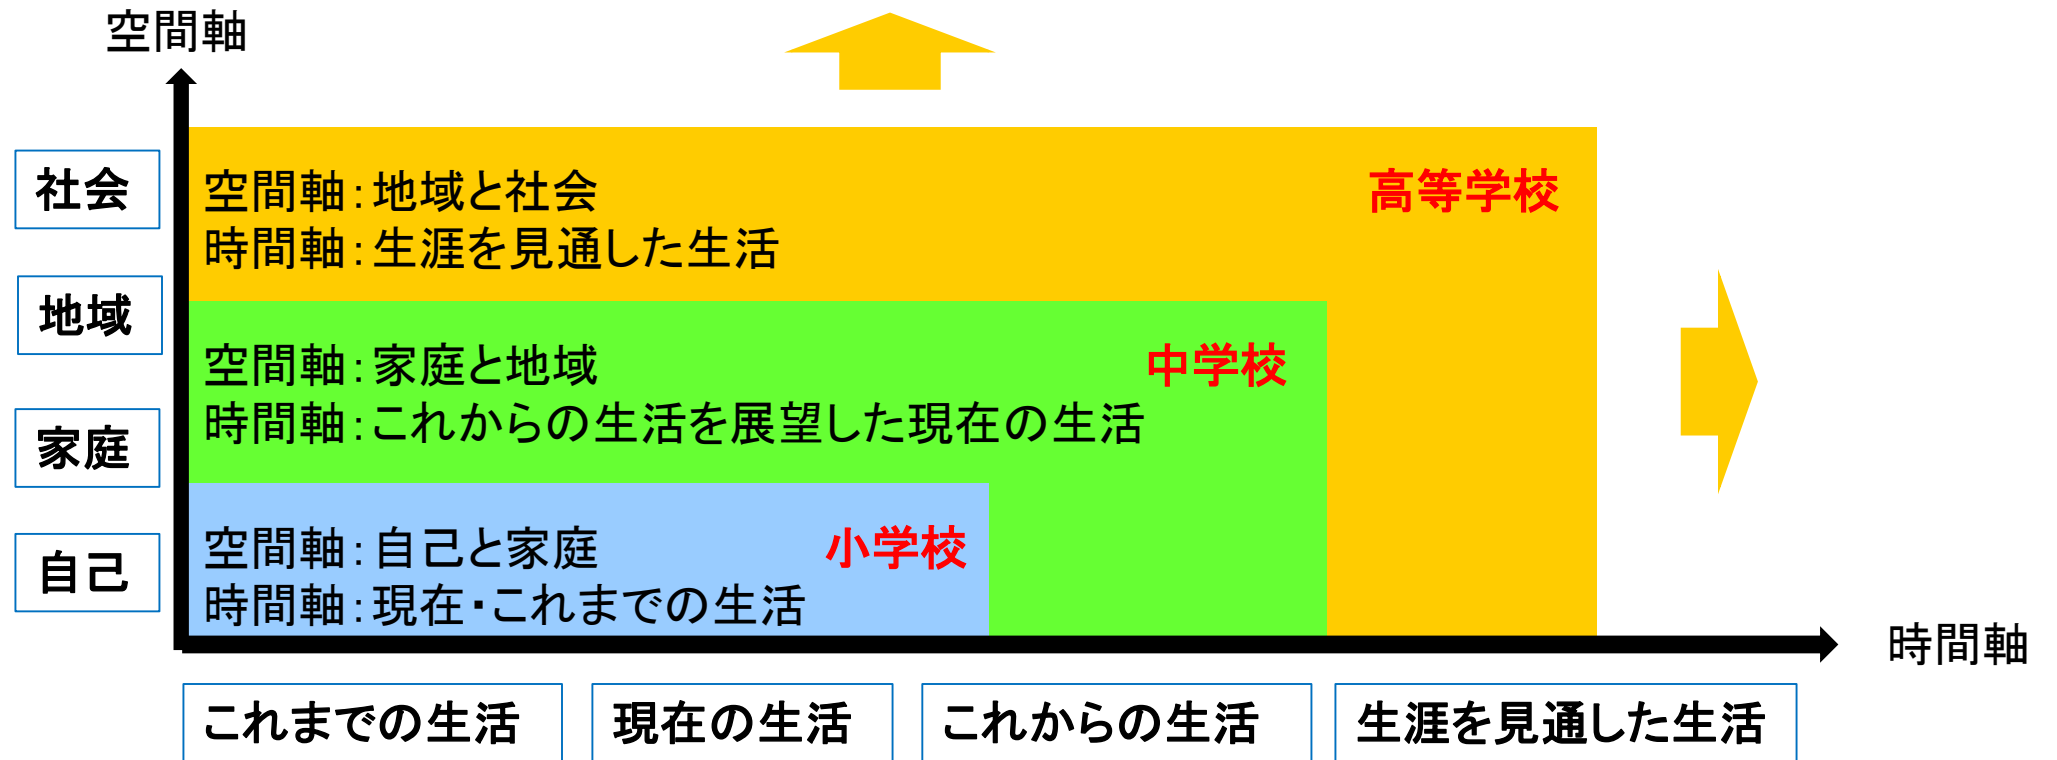 空間軸
社会
空間軸：地域と社会
高等学校
時間軸：生涯を見通した生活
地域
空間軸：家庭と地域
中学校
時間軸：これからの生活を展望した現在の生活
家庭
空間軸：自己と家庭
小学校
自己
時間軸：現在・これまでの生活
時間軸
これまでの生活
現在の生活
これからの生活
生涯を見通した生活